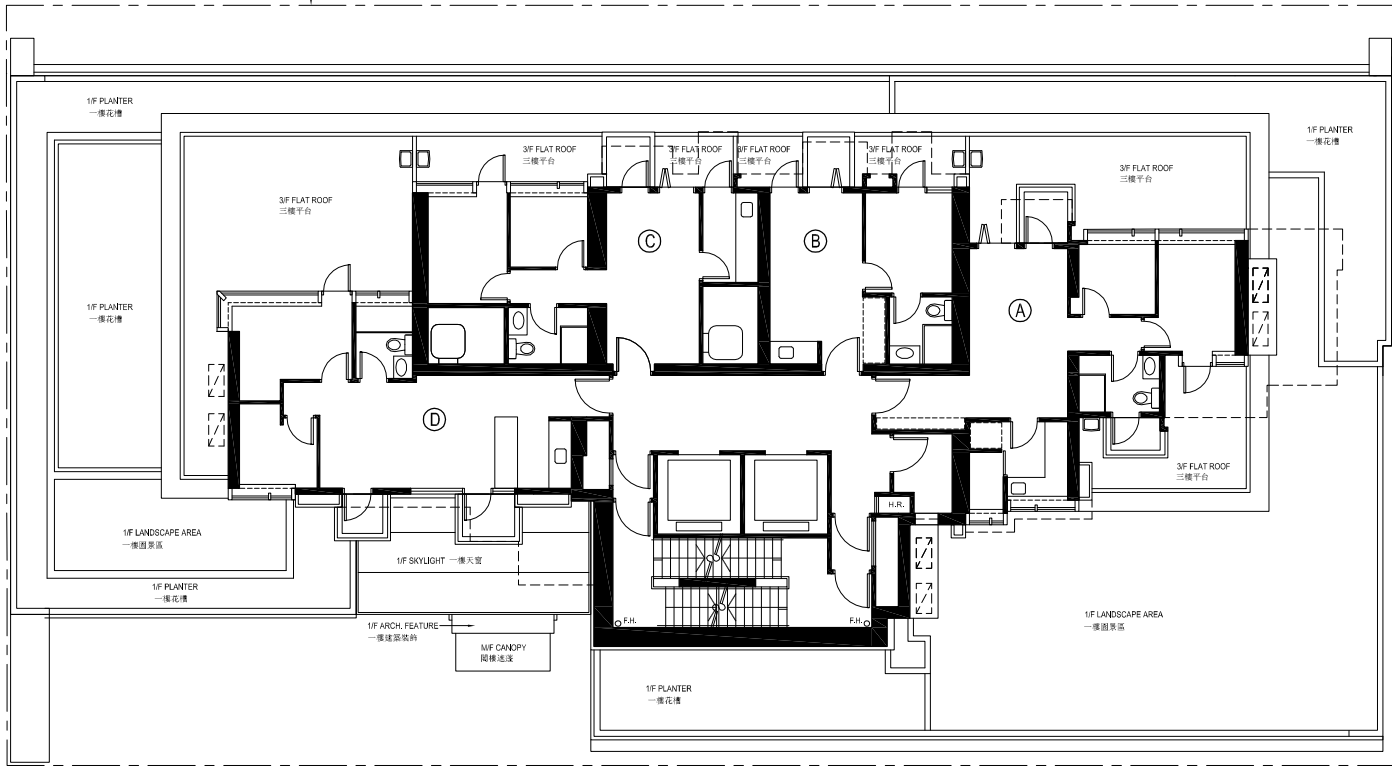 1/F PLANTER
一樓花槽
1/F PLANTER
一樓花槽
3/F FLAT ROOF
三樓平台
3/F FLAT ROOF
三樓平台
3/F FLAT ROOF
三樓平台
3/F FLAT ROOF
三樓平台
3/F FLAT ROOF
三樓平台
3/F FLAT ROOF
三樓平台
C
B
A
1/F PLANTER
一樓花槽
D
3/F FLAT ROOF
三樓平台
H.R.
1/F LANDSCAPE AREA
一樓園景區
1/F SKYLIGHT 一樓天窗
1/F PLANTER
一樓花槽
1/F ARCH. FEATURE
一樓建築裝飾
F.H.
F.H.
1/F LANDSCAPE AREA
一樓園景區
M/F CANOPY
閣樓遮蓬
1/F PLANTER
一樓花槽